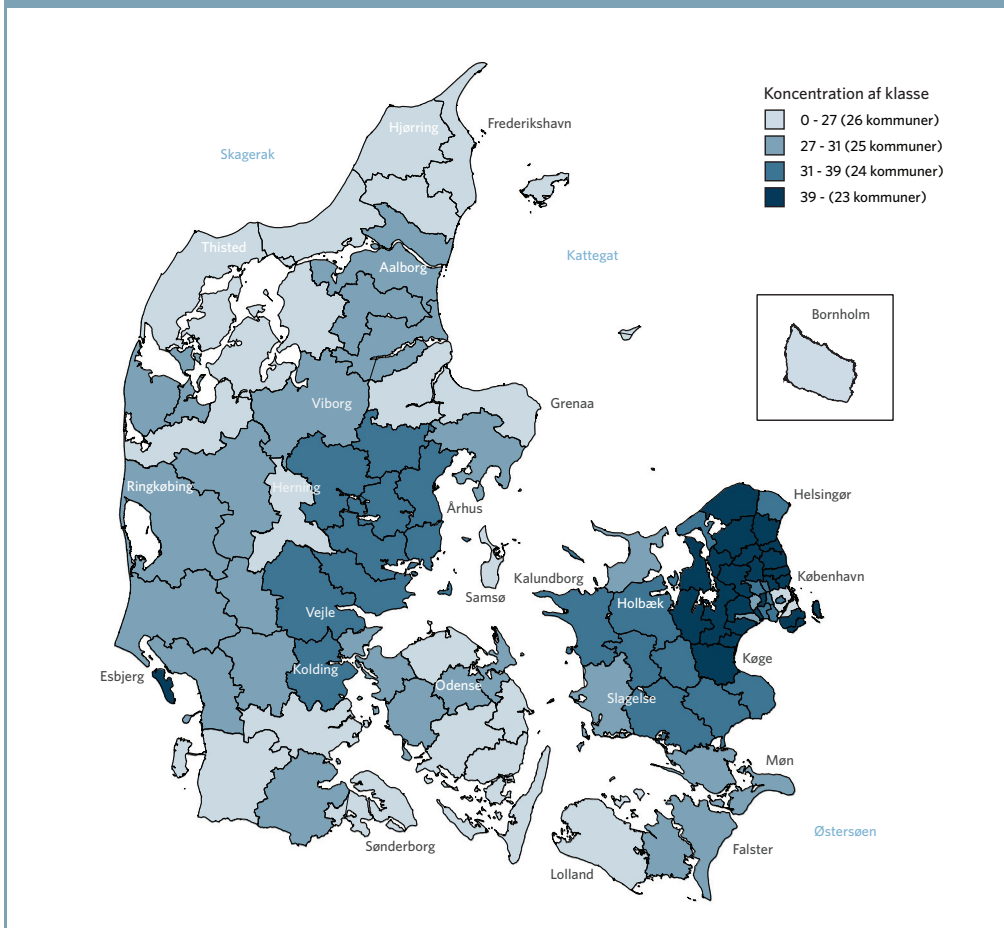 Koncentration af klasse
0 - 27 (26 kommuner)
27 - 31 (25 kommuner)
31 - 39 (24 kommuner)
39 - (23 kommuner)
Hjørring
Frederikshavn
Skagerak
Thisted
Kattegat
Aalborg
Bornholm
Viborg
Grenaa
Ringkøbing
Herning
Helsingør
Århus
København
Kalundborg
Samsø
Holbæk
Vejle
Køge
Esbjerg
Kolding
Odense
Slagelse
Møn
Østersøen
Sønderborg
Falster
Lolland